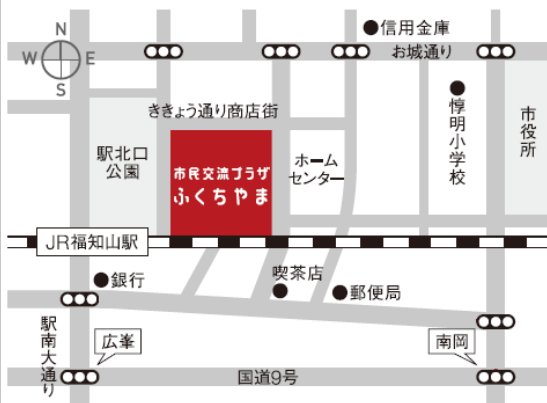 N
W E
S
信用金庫
お城通り
ききょう通り商店街
惇明小学校
市役所
駅北口
公園
市民交流プラザ
ふくちやま
ホーム
センター
JR福知山駅
銀行
喫茶店
郵便局
駅南大通り
広峯
南岡
国道9号